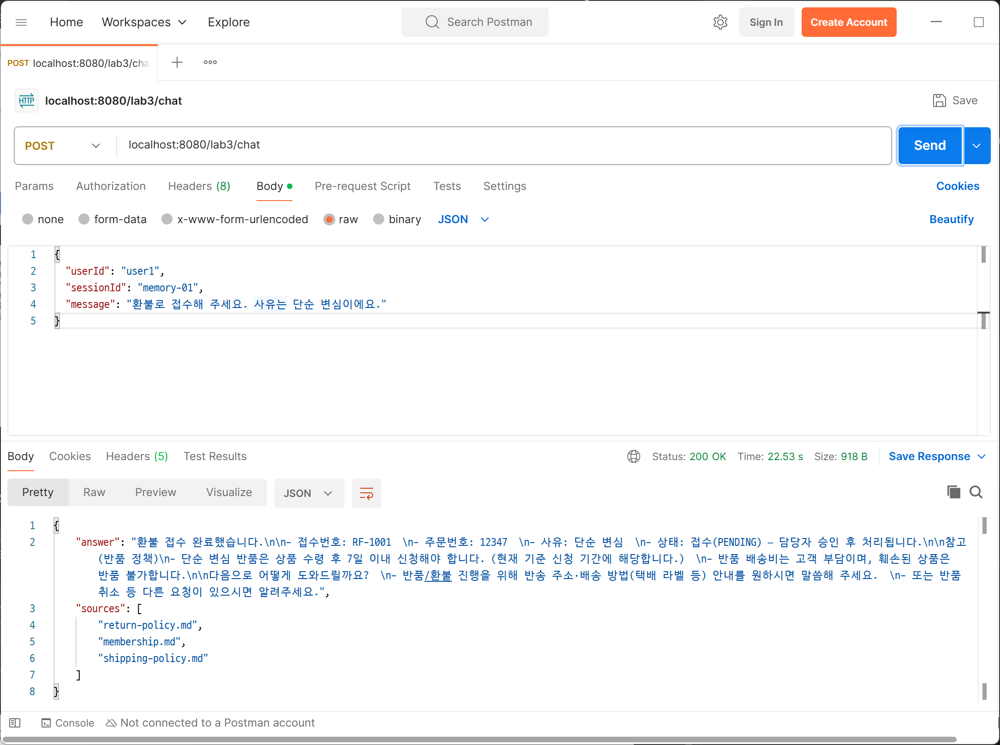 Home Workspaces Explore Search Postman Sign In Create Account
POST localhost:8080/lab3/cha
HTTP localhost:8080/lab3/chat Save
POST localhost:8080/lab3/chat Send
Params Authorization Headers (8) Body Pre-request Script Tests Settings Cookies
none form-data x-www-form-urlencoded raw binary JSON Beautify
1 {
2 "userId": "user1",
3 "sessionId": "memory-01",
4 "message": "환불로 접수해 주세요. 사유는 단순 변심이에요."
5 }
Body Cookies Headers (5) Test Results Status: 200 OK Time: 22.53 s Size: 918 B Save Response
Pretty Raw Preview Visualize JSON
1 {
2 "answer": "환불 접수 완료했습니다.\n\n- 접수번호: RF-1001  \n- 주문번호: 12347  \n- 사유: 단순 변심  \n- 상태: 접수(PENDING) — 담당자 승인 후 처리됩니다.\n\n참고
(반품 정책)\n- 단순 변심 반품은 상품 수령 후 7일 이내 신청해야 합니다. (현재 기준 신청 기간에 해당합니다.)  \n- 반품 배송비는 고객 부담이며, 훼손된 상품은
반품 불가합니다.\n\n다음으로 어떻게 도와드릴까요?  \n- 반품/환불 진행을 위해 반송 주소·배송 방법(택배 라벨 등) 안내를 원하시면 말씀해 주세요.  \n- 또는 반품
취소 등 다른 요청이 있으시면 알려주세요.",
3 "sources": [
4 "return-policy.md",
5 "membership.md",
6 "shipping-policy.md"
7 ]
8 }
Console Not connected to a Postman account